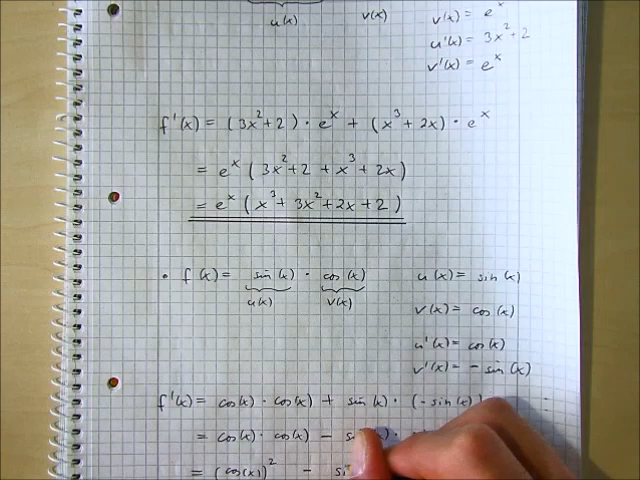 u(x) v(x)
v(x) = e^x
u'(x) = 3x^2 + 2
v'(x) = e^x
f'(x) = (3x^2 + 2) · e^x + (x^3 + 2x) · e^x
= e^x (3x^2 + 2 + x^3 + 2x)
= e^x (x^3 + 3x^2 + 2x + 2)
• f(x) = sin(x) · cos(x)
u(x) v(x)
u(x) = sin(x)
v(x) = cos(x)
u'(x) = cos(x)
v'(x) = - sin(x)
f'(x) = cos(x) · cos(x) + sin(x) · (- sin(x))
= cos(x) · cos(x) -
= (cos(x))^2 -